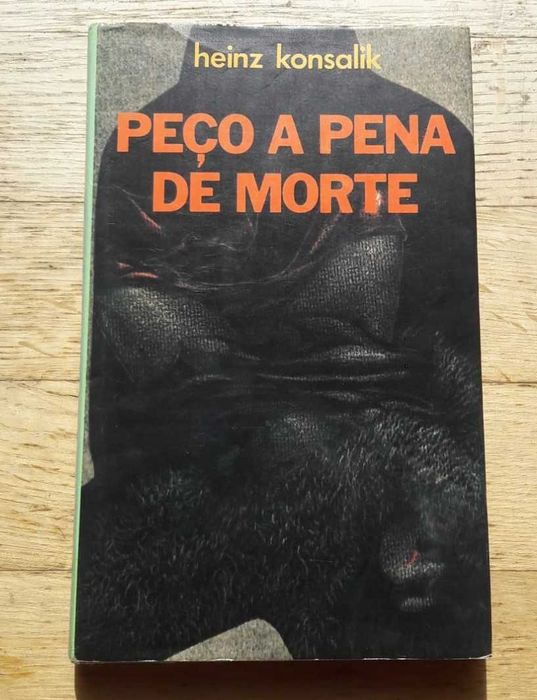 heinz konsalik
PEÇO A PENA
DE MORTE